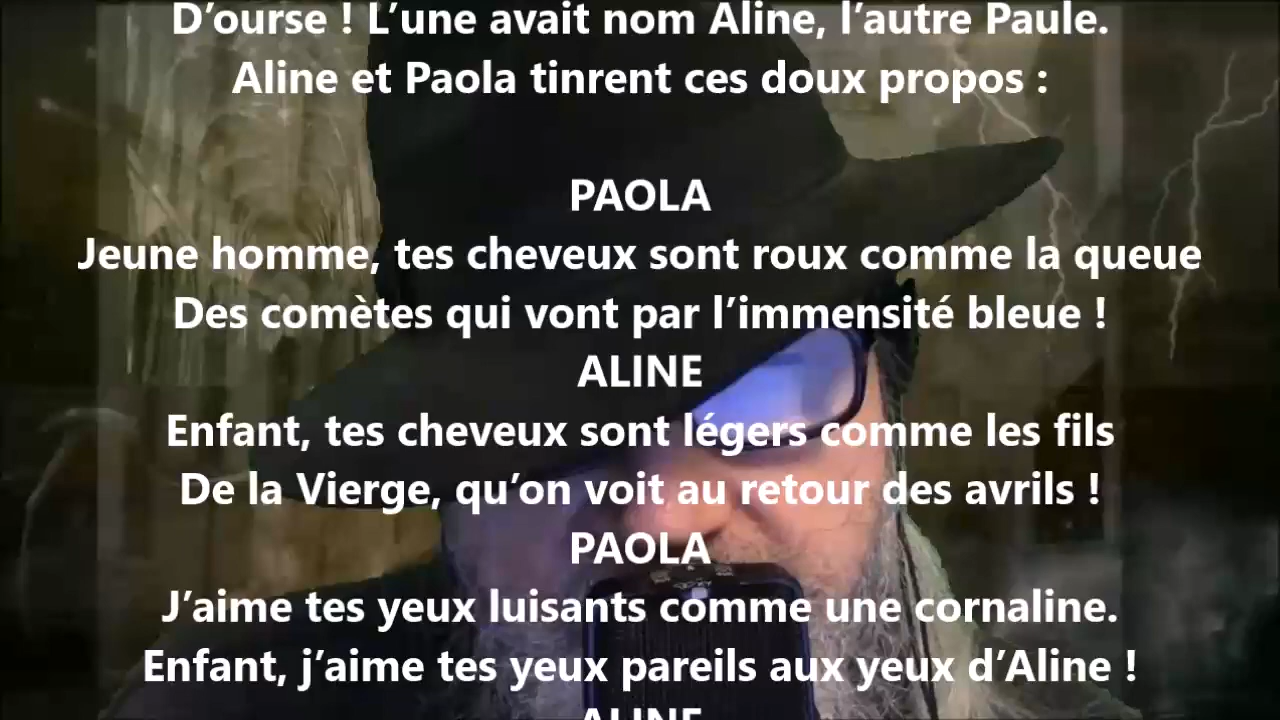 D’ourse ! L’une avait nom Aline, l’autre Paule.
Aline et Paola tinrent ces doux propos :
PAOLA
Jeune homme, tes cheveux sont roux comme la queue
Des comètes qui vont par l’immensité bleue !
ALINE
Enfant, tes cheveux sont légers comme les fils
De la Vierge, qu’on voit au retour des avrils !
PAOLA
J’aime tes yeux luisants comme une cornaline.
Enfant, j’aime tes yeux pareils aux yeux d’Aline !
ALINE